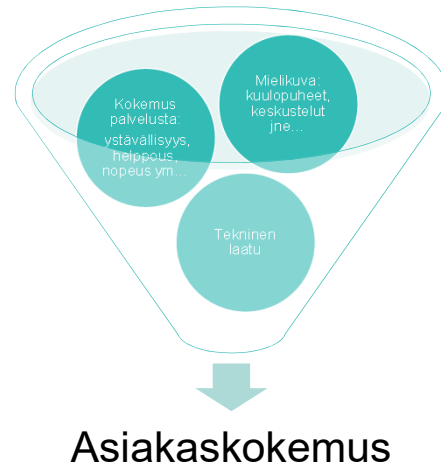 Kokemus
palvelusta:
ystävällisyys,
helppous,
nopeus ym…
Mielikuva:
kuulopuheet,
keskustelut
jne…
Tekninen
laatu
Asiakaskokemus